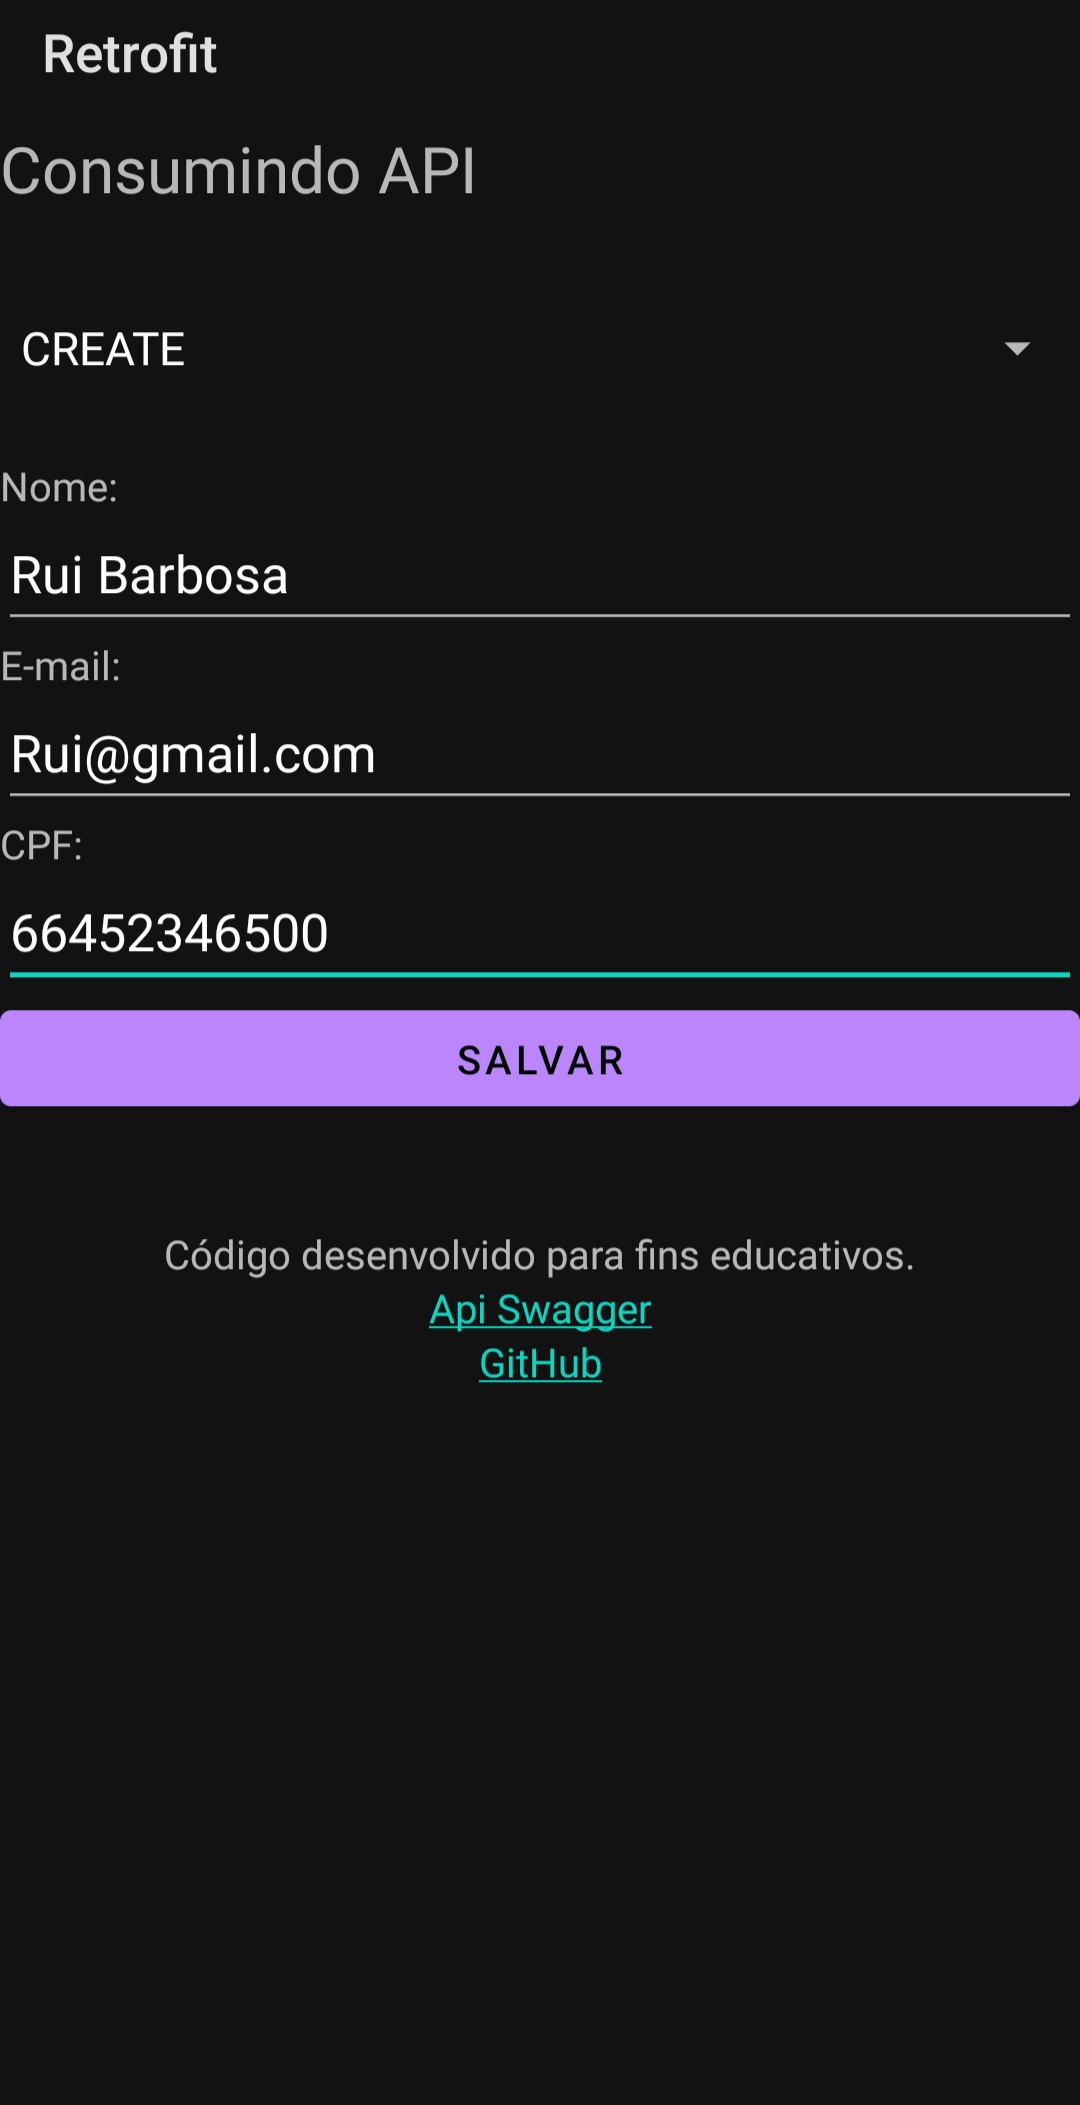 Retrofit
Consumindo API
CREATE
Nome:
Rui Barbosa
E-mail:
Rui@gmail.com
CPF:
66452346500
SALVAR
Código desenvolvido para fins educativos.
Api Swagger
GitHub